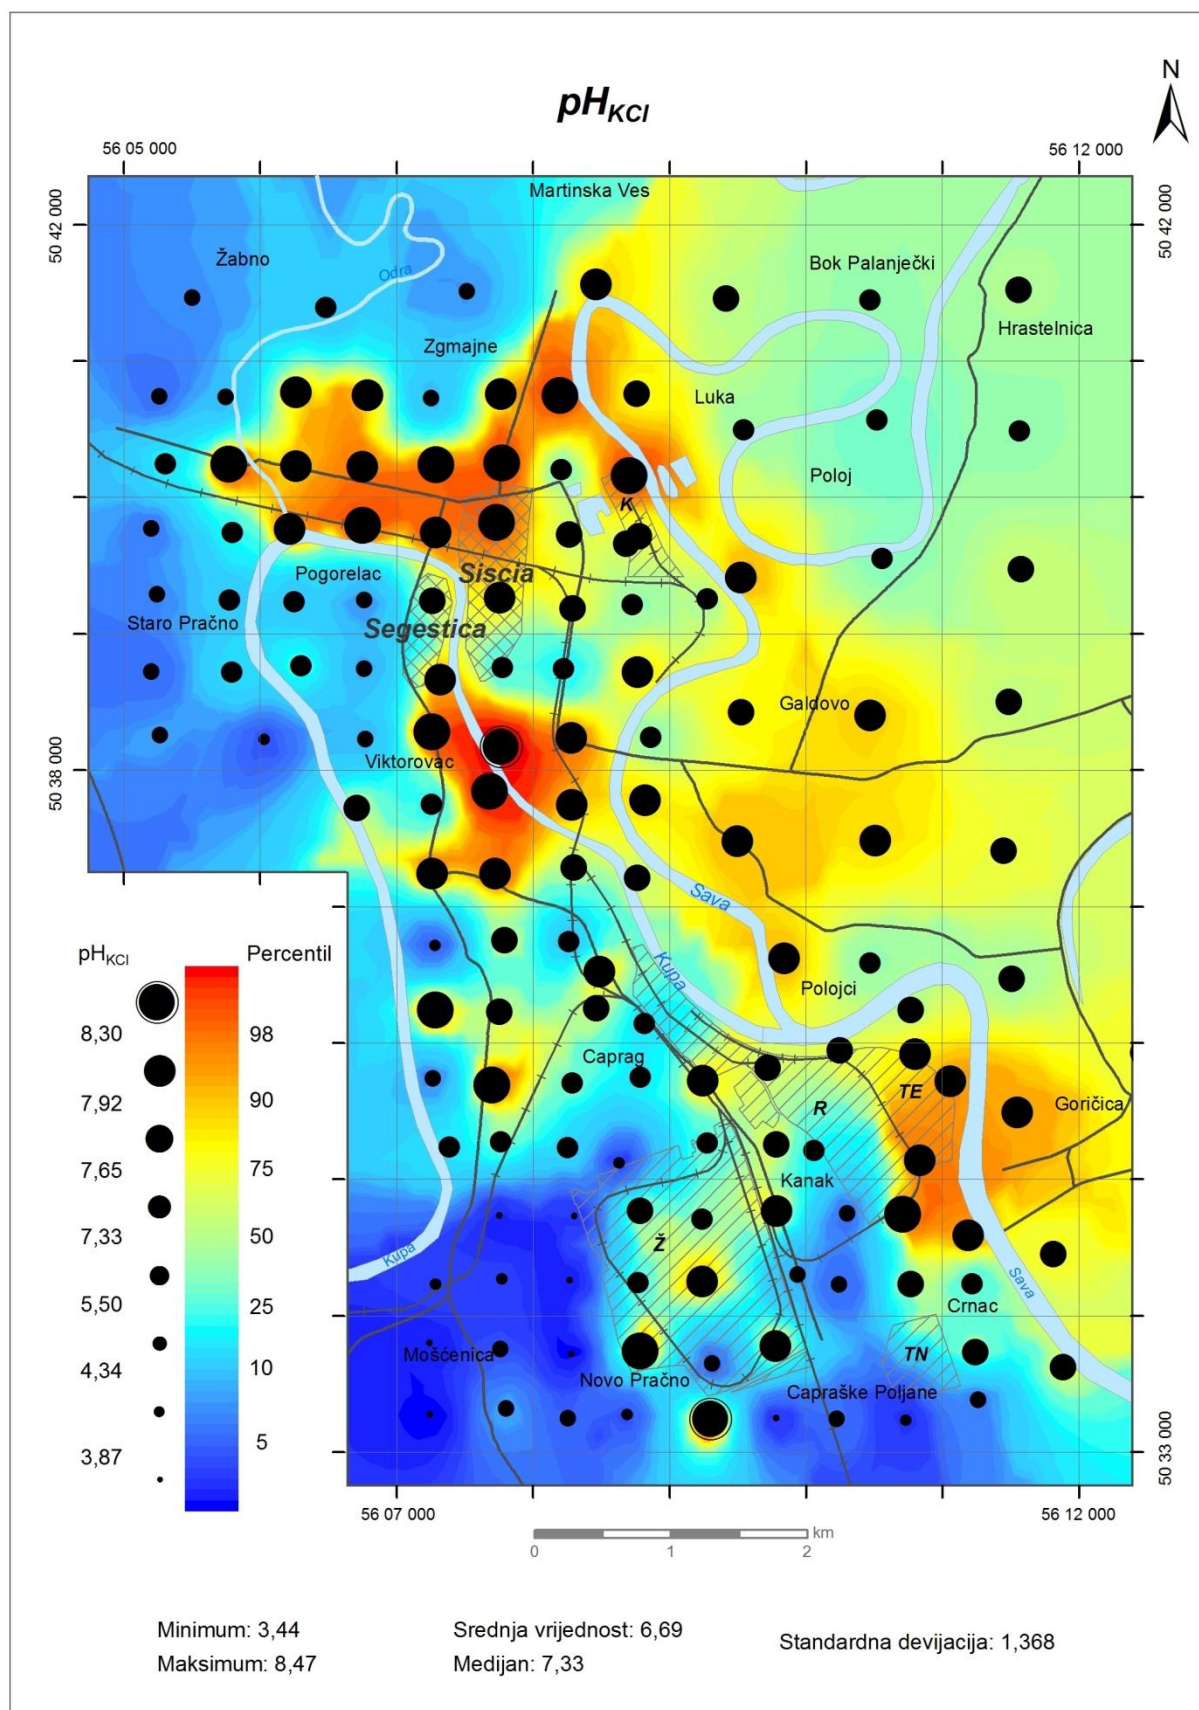 pH_KCl
N
56 05 000
56 12 000
50 42 000
50 42 000
Martinska Ves
Žabno
Odra
Bok Palanječki
Hrastelnica
Zgmajne
Luka
Poloj
K
Pogorelac
Siscia
Staro Pračno
Segestica
Galdovo
Viktorovac
50 38 000
50 38 000
Sava
pH_KCl
Percentil
Kupa
Polojci
8,30
98
Caprag
TE
7,92
90
R
Goričica
7,65
75
Kanak
7,33
50
Ž
Kupa
Sava
5,50
25
Crnac
4,34
10
Mošćenica
TN
Novo Pračno
Capraške Poljane
3,87
5
50 33 000
56 07 000
56 12 000
km
0
1
2
Minimum: 3,44
Srednja vrijednost: 6,69
Standardna devijacija: 1,368
Maksimum: 8,47
Medijan: 7,33